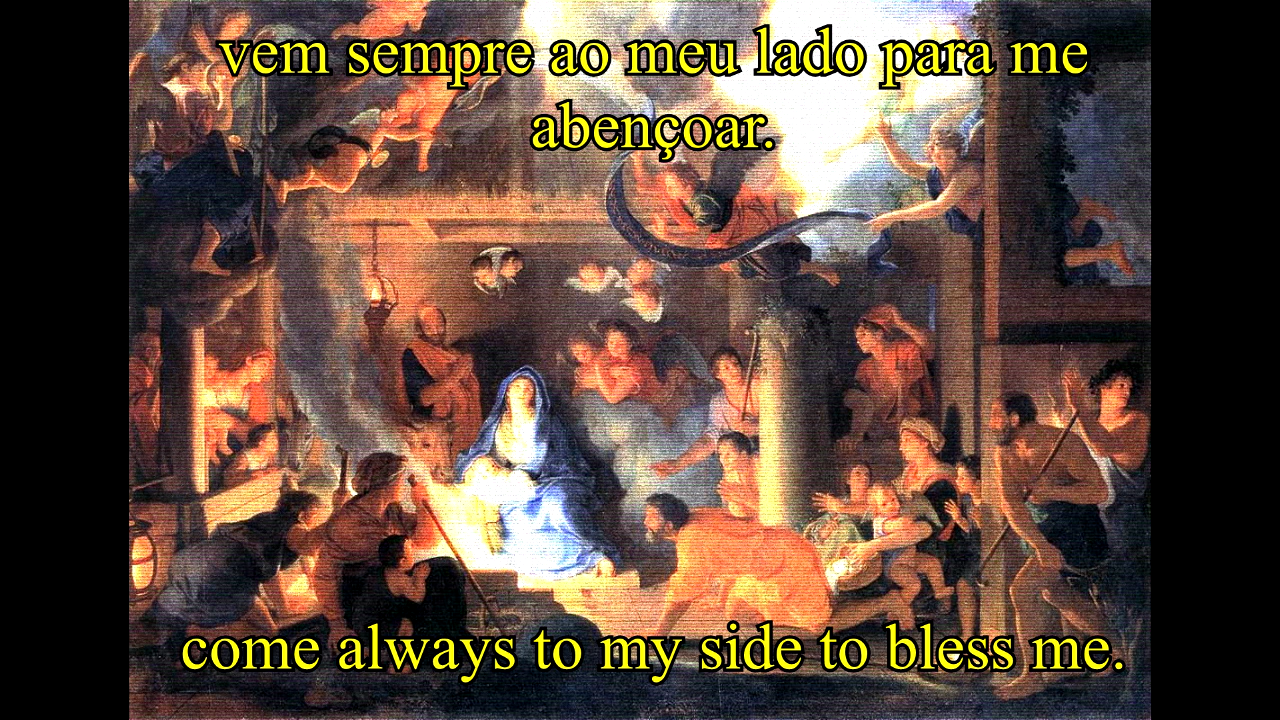 vem sempre ao meu lado para me
abençoar.
come always to my side to bless me.